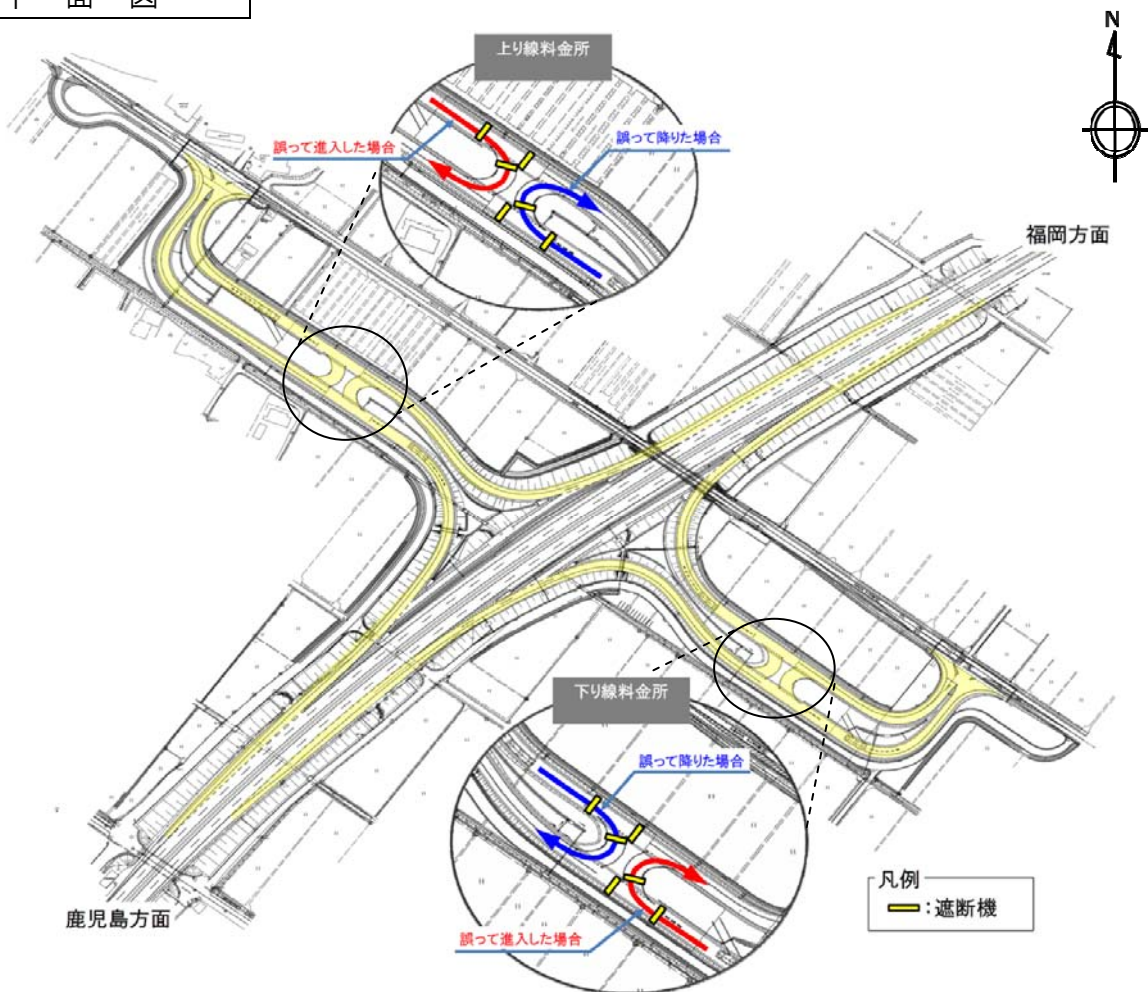 平 面 図
N
上り線料金所
誤って進入した場合
誤って降りた場合
福岡方面
下り線料金所
誤って降りた場合
誤って進入した場合
鹿児島方面
凡例
:遮断機